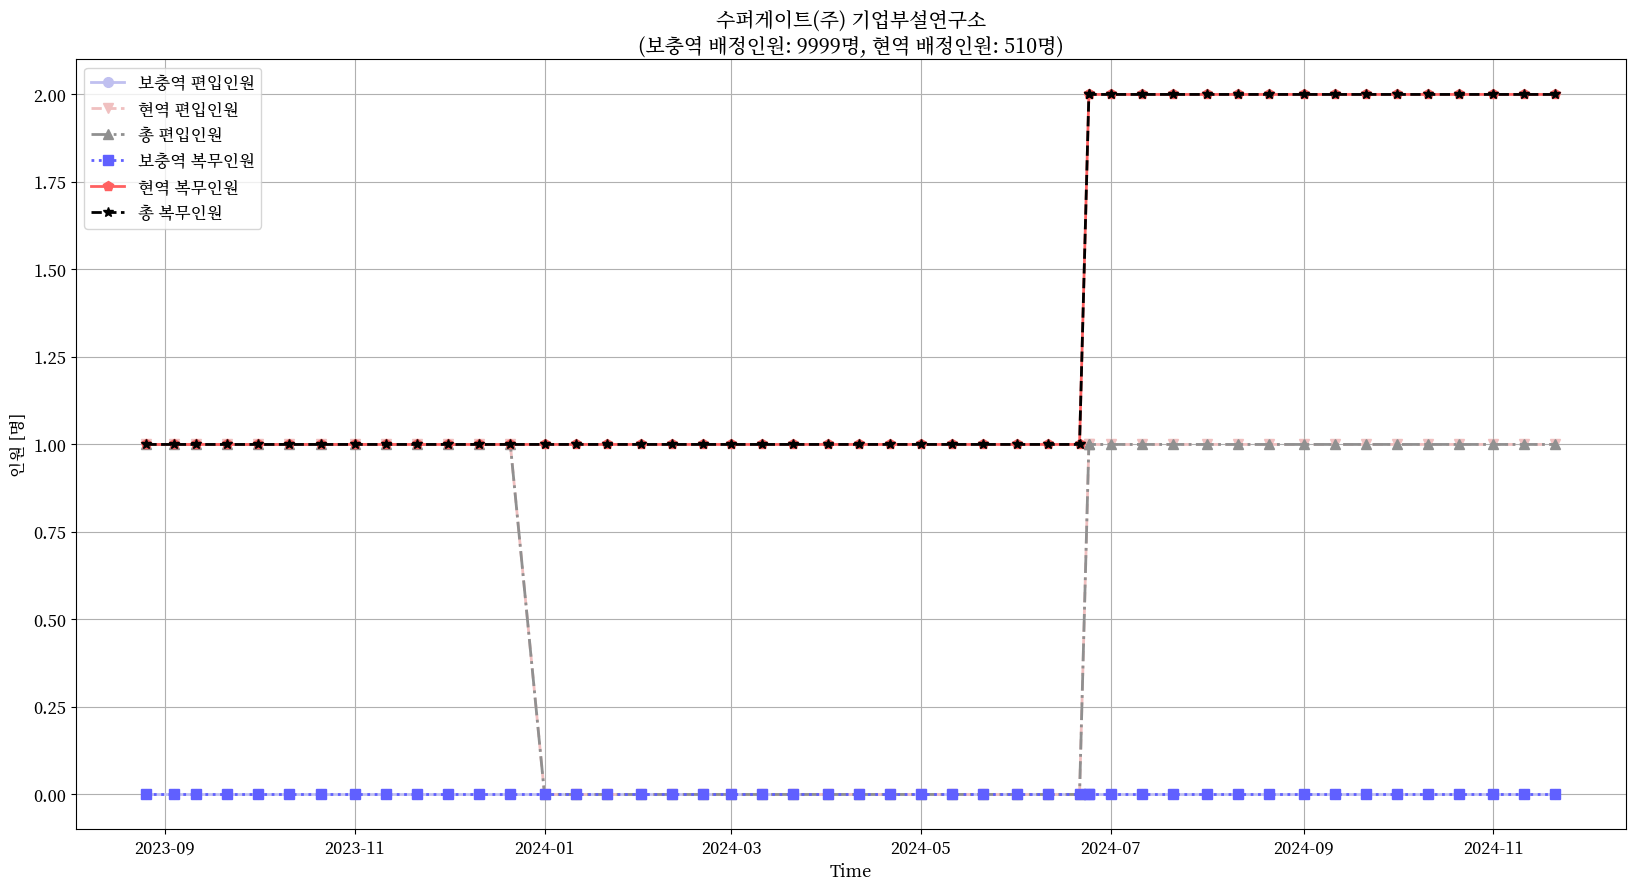 수퍼게이트(주) 기업부설연구소
(보충역 배정인원: 9999명, 현역 배정인원: 510명)
보충역 편입인원
현역 편입인원
총 편입인원
보충역 복무인원
현역 복무인원
총 복무인원
2.00
1.75
1.50
1.25
1.00
0.75
0.50
0.25
0.00
인원 [명]
2023-09
2023-11
2024-01
2024-03
2024-05
2024-07
2024-09
2024-11
Time